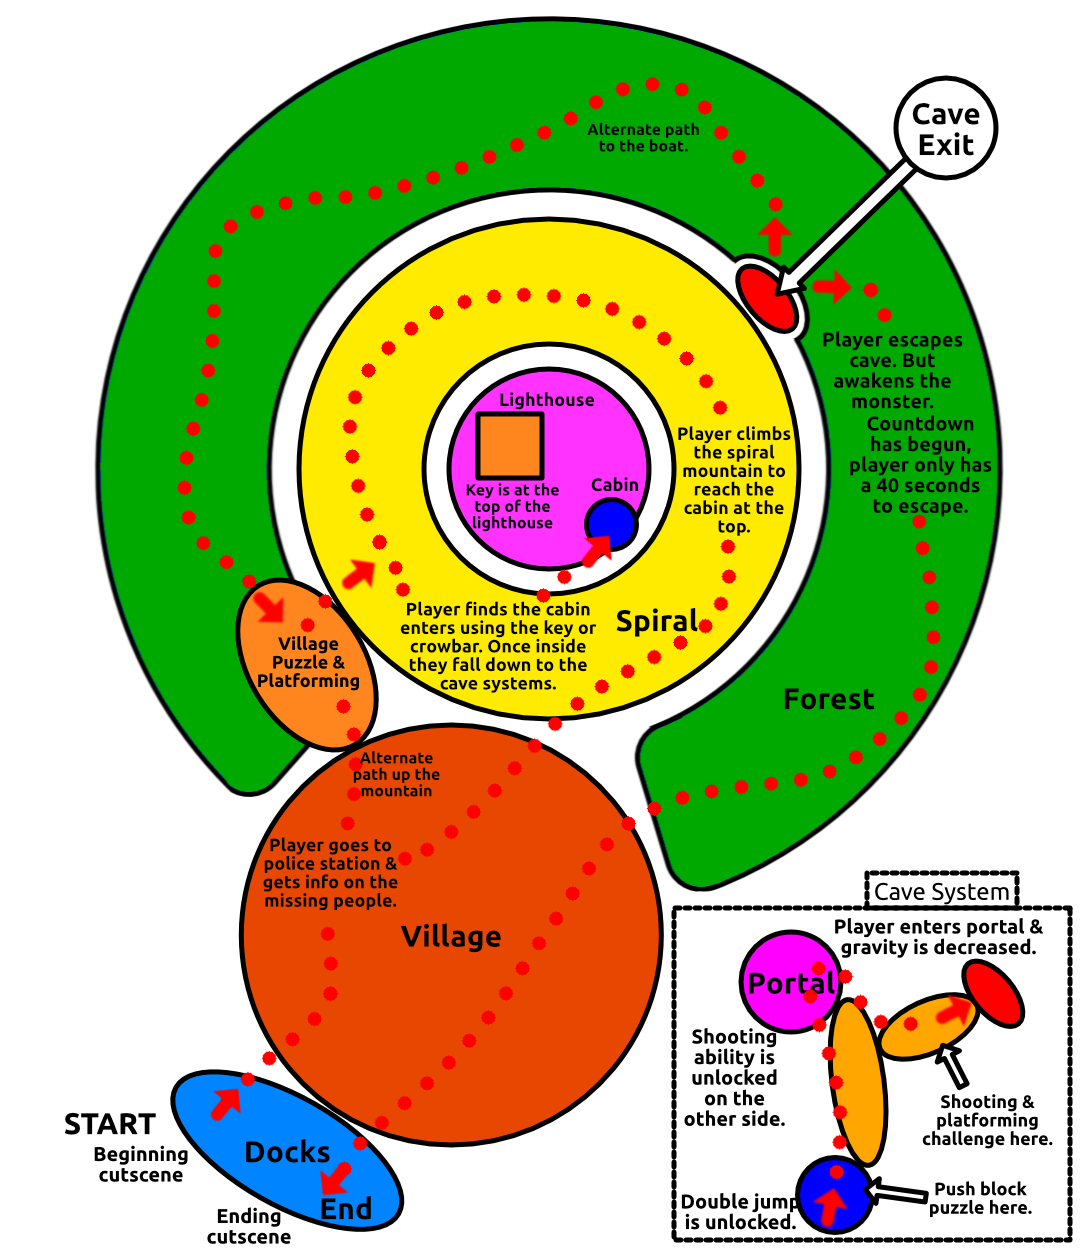 Cave
Exit
Alternate path
to the boat.
Player escapes
cave. But
awakens the
monster.
Countdown
has begun,
player only has
a 40 seconds
to escape.
Lighthouse
Key is at the
top of the
lighthouse
Cabin
Player climbs
the spiral
mountain to
reach the
cabin at the
top.
Player finds the cabin
enters using the key or
crowbar. Once inside
they fall down to the
cave systems.
Spiral
Village
Puzzle &
Platforming
Forest
Alternate
path up the
mountain
Player goes to
police station &
gets info on the
missing people.
Village
START
Beginning
cutscene
Docks
End
Ending
cutscene
Cave System
Player enters portal &
gravity is decreased.
Portal
Shooting
ability is
unlocked
on the
other side.
Shooting &
platforming
challenge here.
Double jump
is unlocked.
Push block
puzzle here.